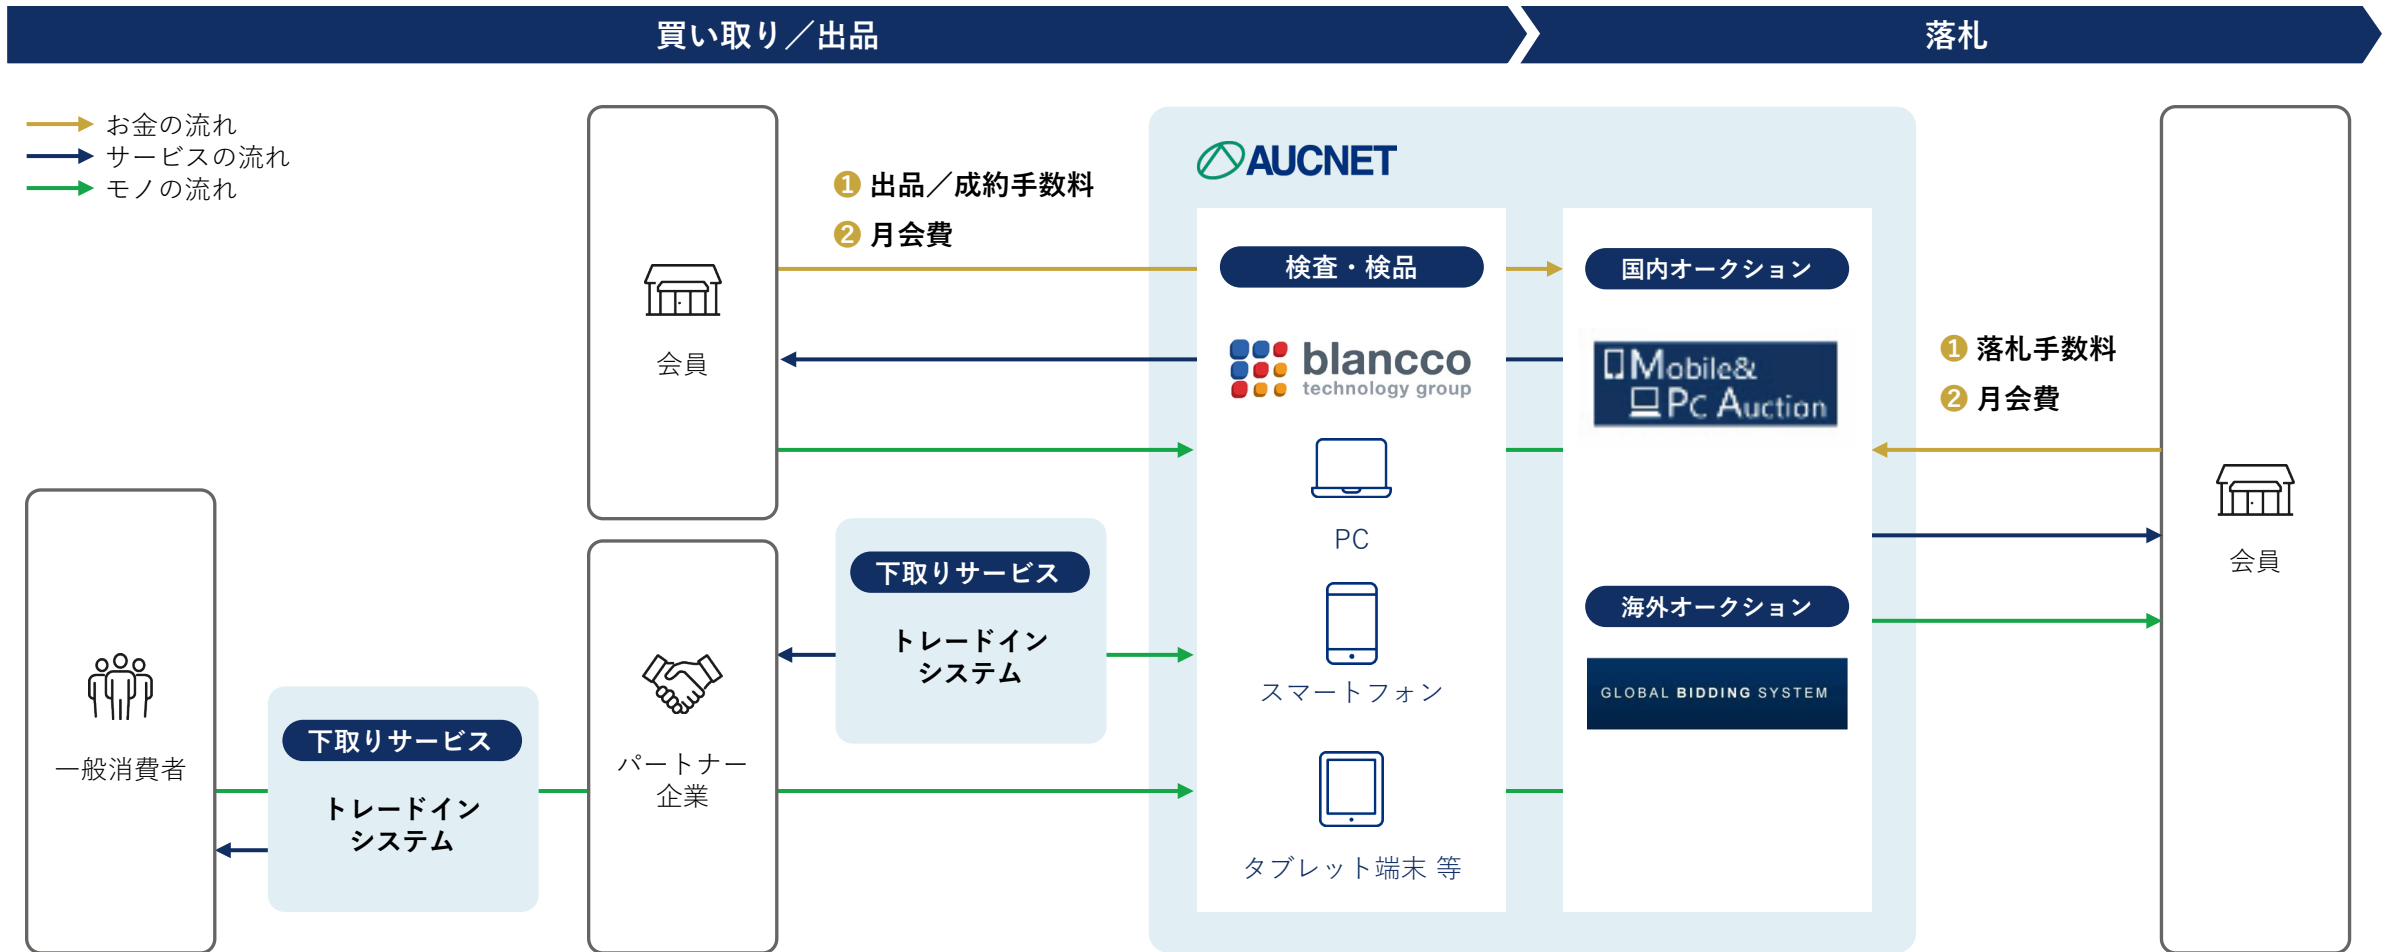 買い取り／出品
落札
お金の流れ
サービスの流れ
モノの流れ
会員
❶ 出品／成約手数料
❷ 月会費
AUCNET
検査・検品
blancco
technology group
PC
スマートフォン
タブレット端末 等
国内オークション
Mobile&
PC Auction
海外オークション
GLOBAL BIDDING SYSTEM
❶ 落札手数料
❷ 月会費
会員
下取りサービス
トレードイン
システム
パートナー
企業
一般消費者
下取りサービス
トレードイン
システム